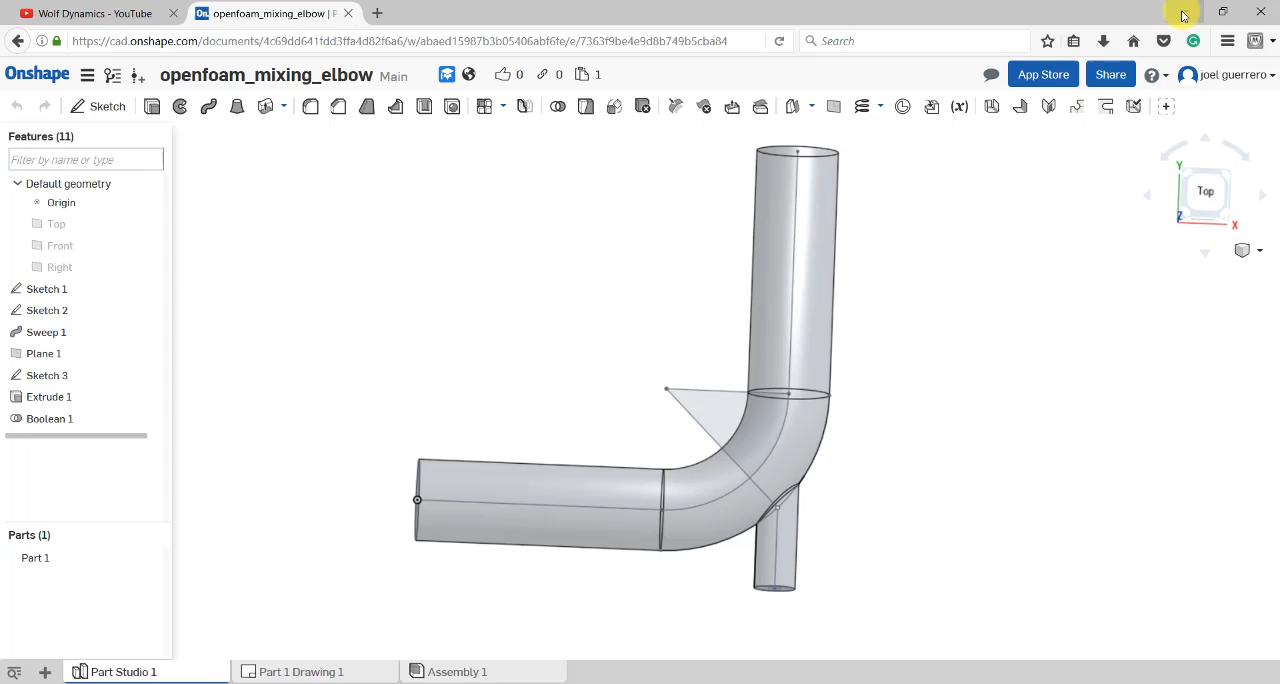 Wolf Dynamics - YouTube
openfoam_mixing_elbow | P
https://cad.onshape.com/documents/4c69dd641fdd3ffa4d82f6a6/w/abaed15987160e05406abf6fe/e/7363f9be4e9d8b749b5cba84
Search
Onshape
openfoam_mixing_elbow Main
0
0
1
App Store
Share
joel guerrero
Sketch
(x)
Features (11)
Filter by name or type
Default geometry
Origin
Top
Front
Right
Sketch 1
Sketch 2
Sweep 1
Plane 1
Sketch 3
Extrude 1
Boolean 1
Y
Top
Z
X
Parts (1)
Part 1
Part Studio 1
Part 1 Drawing 1
Assembly 1